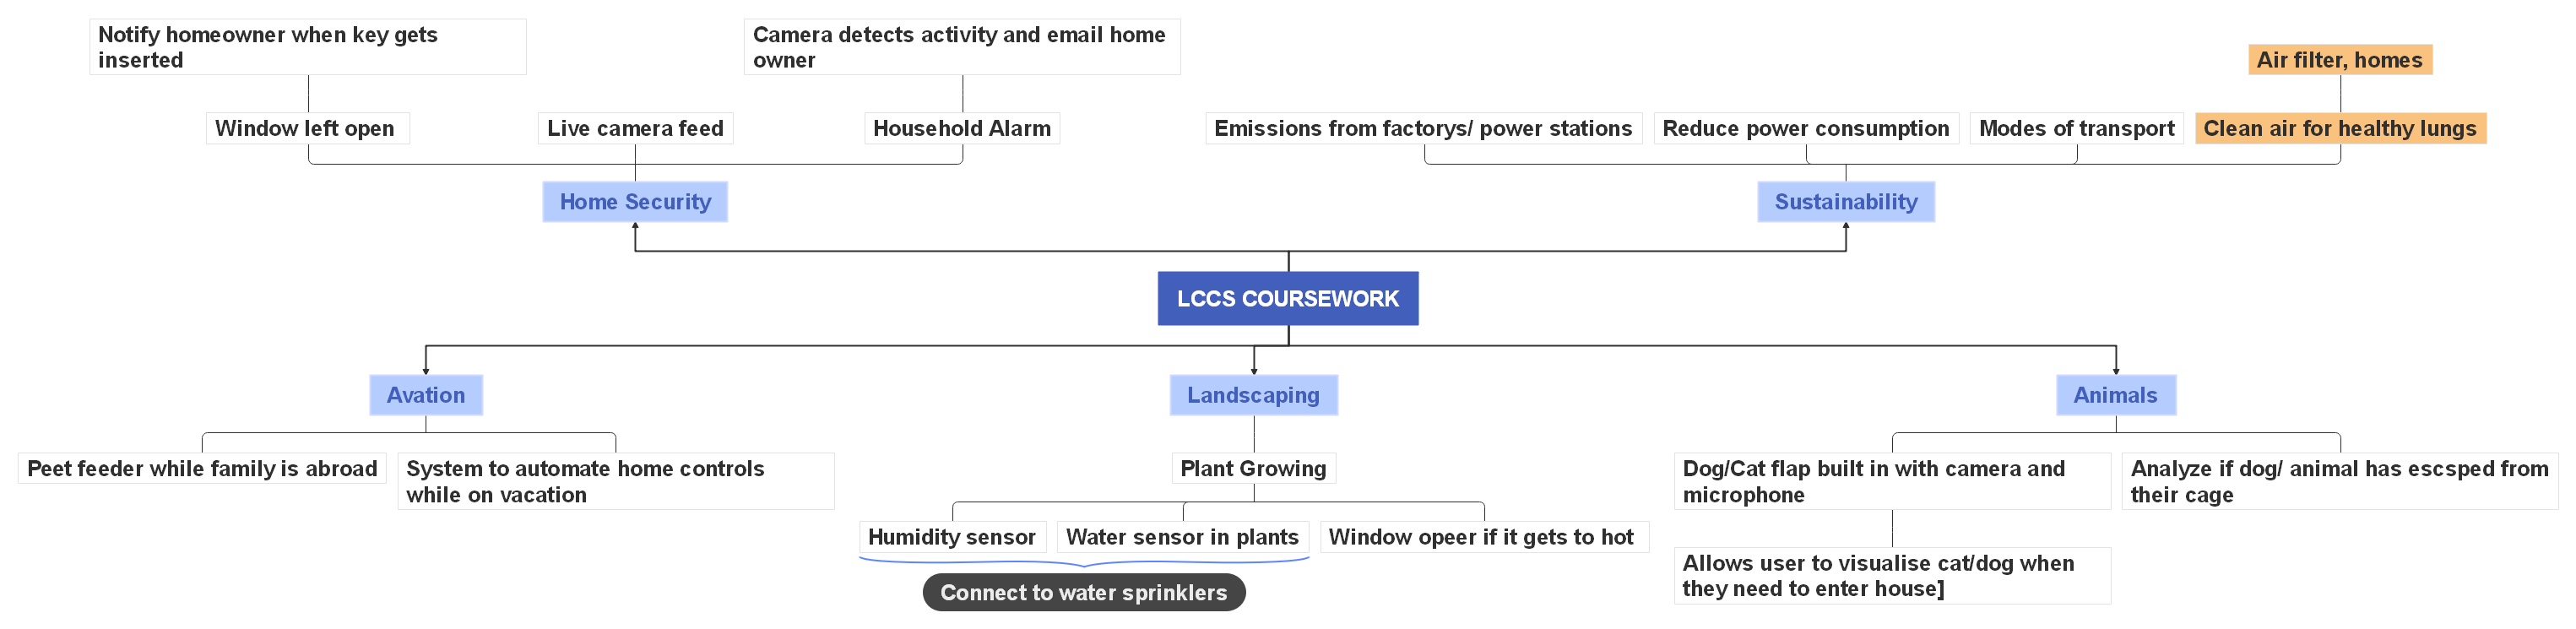 Notify homeowner when key gets
inserted
Camera detects activity and email home
owner
Air filter, homes
Window left open
Live camera feed
Household Alarm
Emissions from factorys/ power stations
Reduce power consumption
Modes of transport
Clean air for healthy lungs
Home Security
Sustainability
LCCS COURSEWORK
Avation
Landscaping
Animals
Peet feeder while family is abroad
System to automate home controls
while on vacation
Plant Growing
Dog/Cat flap built in with camera and
microphone
Analyze if dog/ animal has escsped from
their cage
Humidity sensor
Water sensor in plants
Window opeer if it gets to hot
Connect to water sprinklers
Allows user to visualise cat/dog when
they need to enter house]